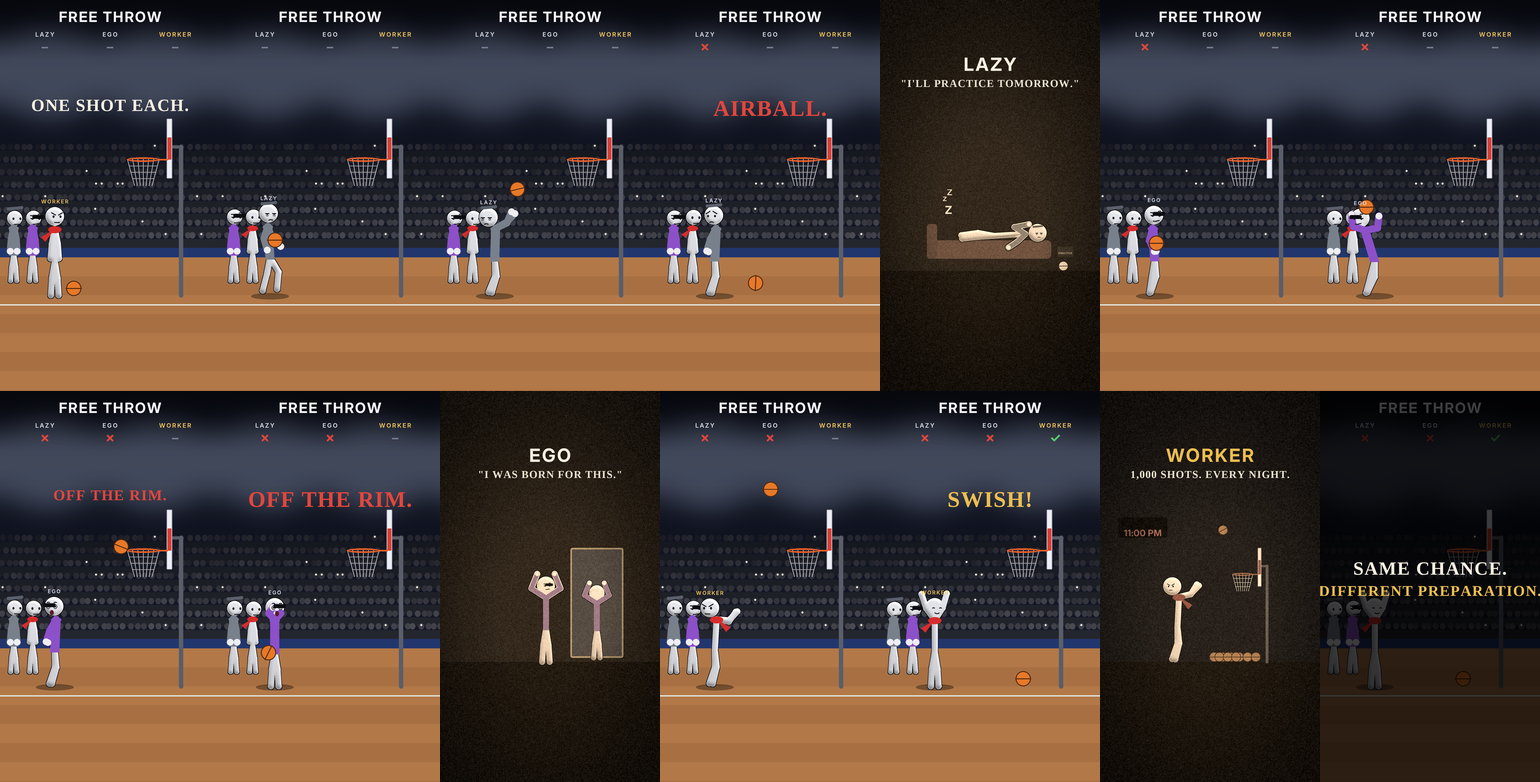 FREE THROW
LAZY EGO WORKER
ONE SHOT EACH.
WORKER
FREE THROW
LAZY EGO WORKER
LAZY
FREE THROW
LAZY EGO WORKER
LAZY
FREE THROW
LAZY EGO WORKER
AIRBALL.
LAZY
LAZY
"I'LL PRACTICE TOMORROW."
Z
Z
Z
FREE THROW
LAZY EGO WORKER
EGO
FREE THROW
LAZY EGO WORKER
EGO
FREE THROW
LAZY EGO WORKER
OFF THE RIM.
EGO
FREE THROW
LAZY EGO WORKER
OFF THE RIM.
EGO
EGO
"I WAS BORN FOR THIS."
FREE THROW
LAZY EGO WORKER
WORKER
FREE THROW
LAZY EGO WORKER
SWISH!
WORKER
WORKER
1,000 SHOTS. EVERY NIGHT.
11:00 PM
FREE THROW
LAZY EGO WORKER
SAME CHANCE.
DIFFERENT PREPARATION.